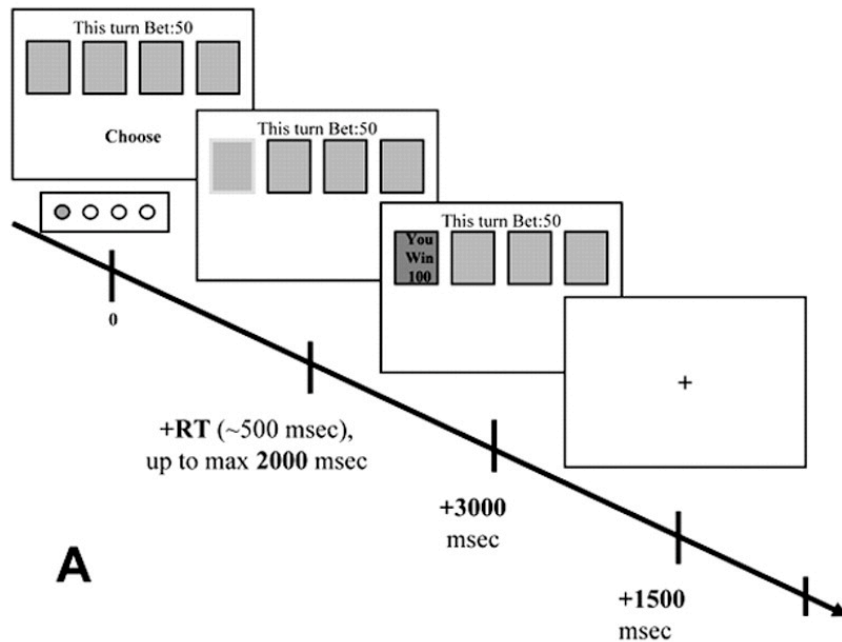 This turn Bet:50
Choose
This turn Bet:50
This turn Bet:50
You
Win
100
+
0
+RT (~500 msec),
up to max 2000 msec
+3000
msec
+1500
msec
A